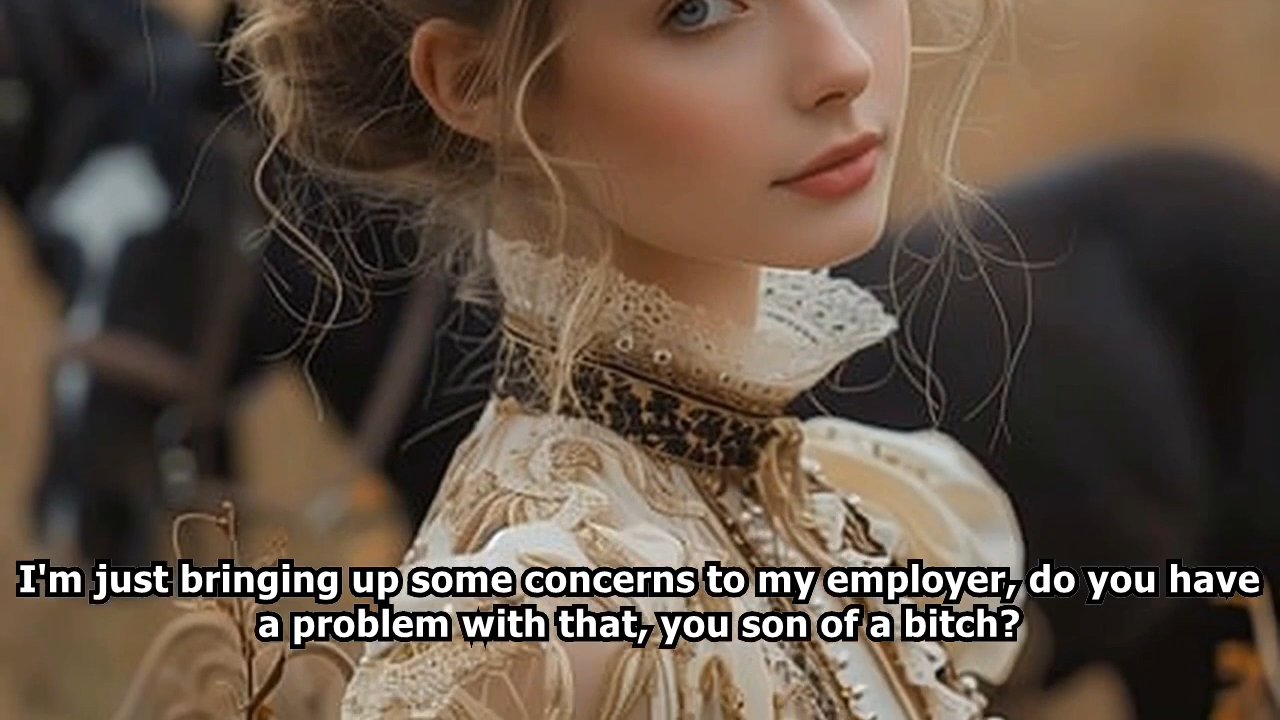 I'm just bringing up some concerns to my employer, do you have
a problem with that, you son of a bitch?